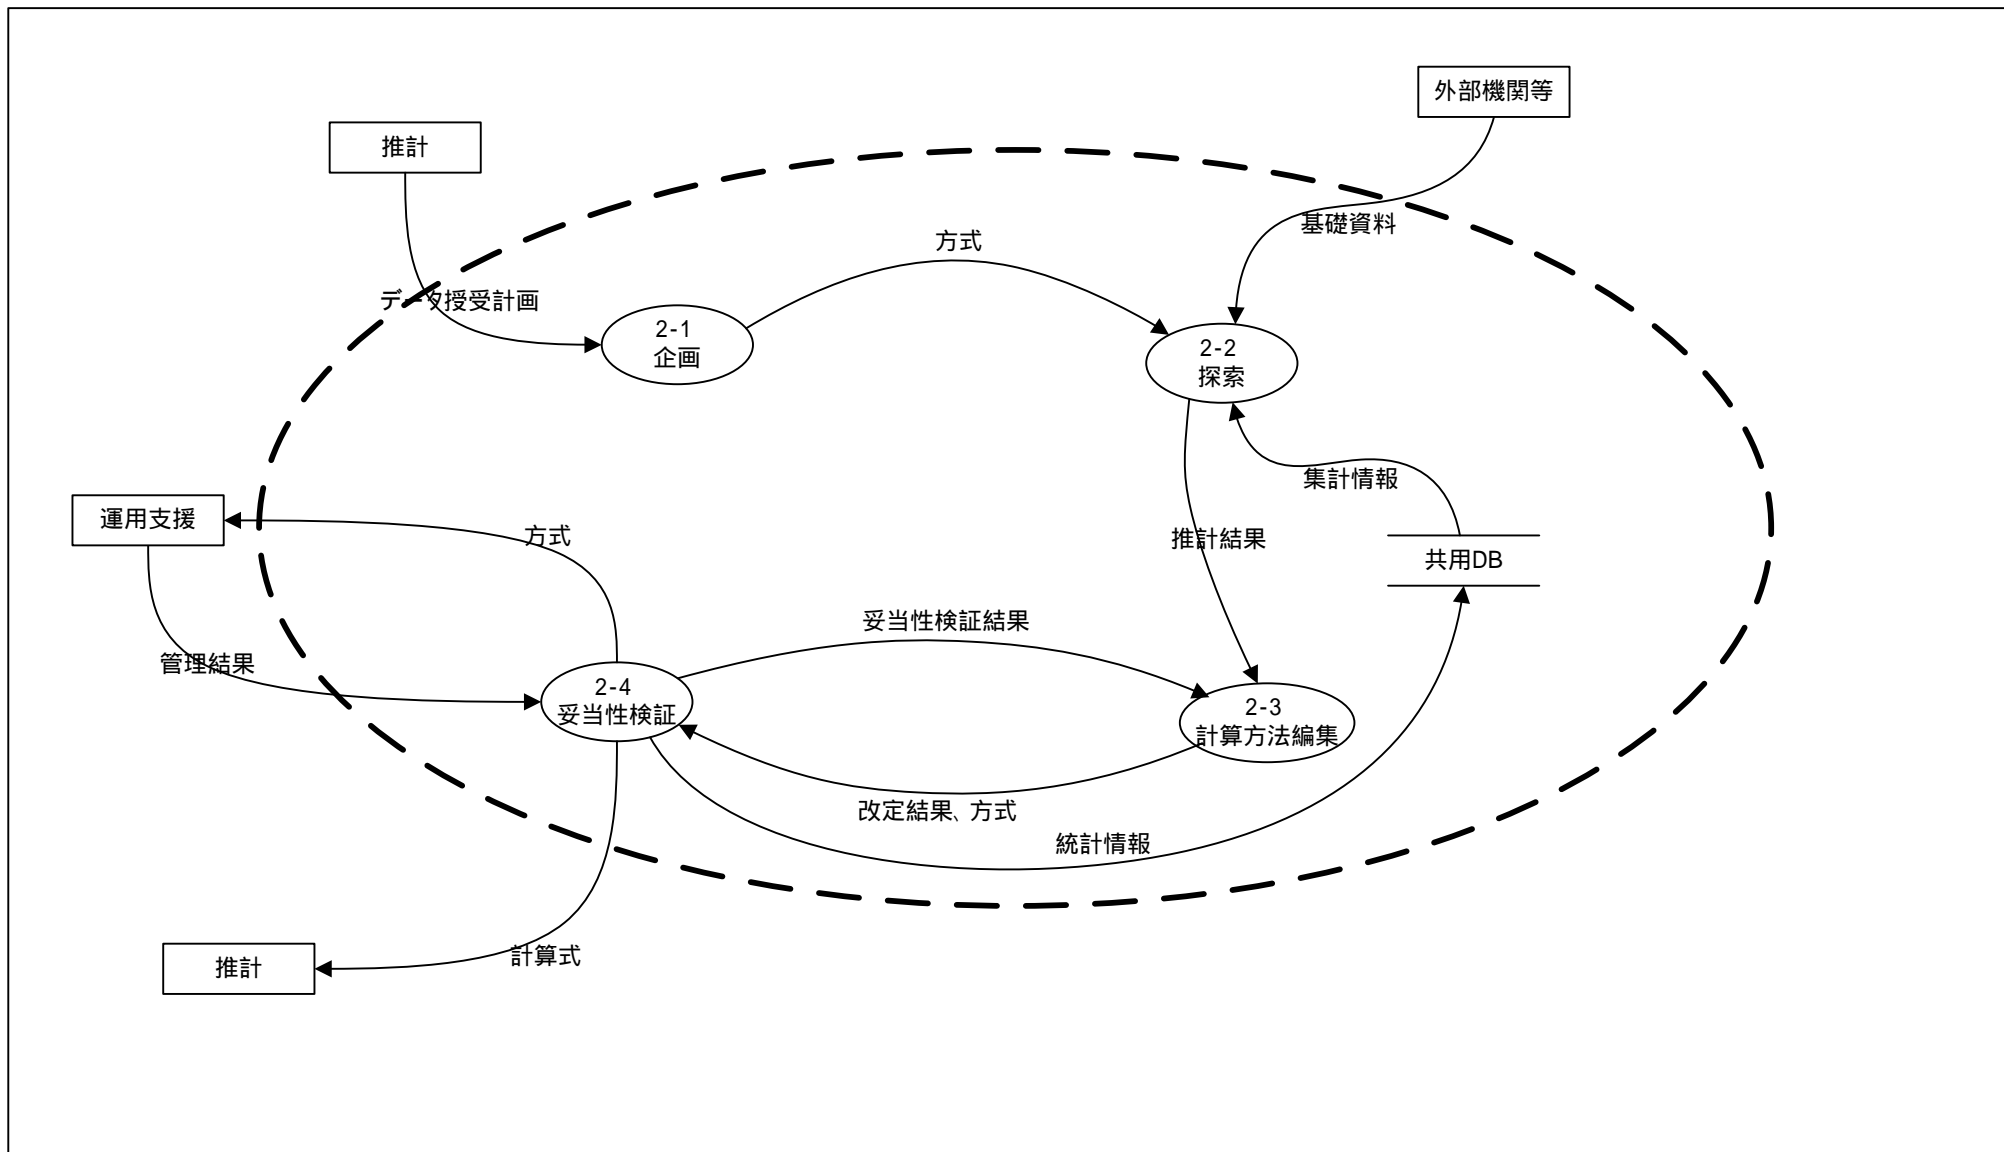 外部機関等
推計
基礎資料
方式
データ授受計画
2-1
企画
2-2
探索
集計情報
運用支援
方式
推計結果
共用DB
妥当性検証結果
管理結果
2-4
妥当性検証
2-3
計算方法編集
改定結果、方式
統計情報
計算式
推計